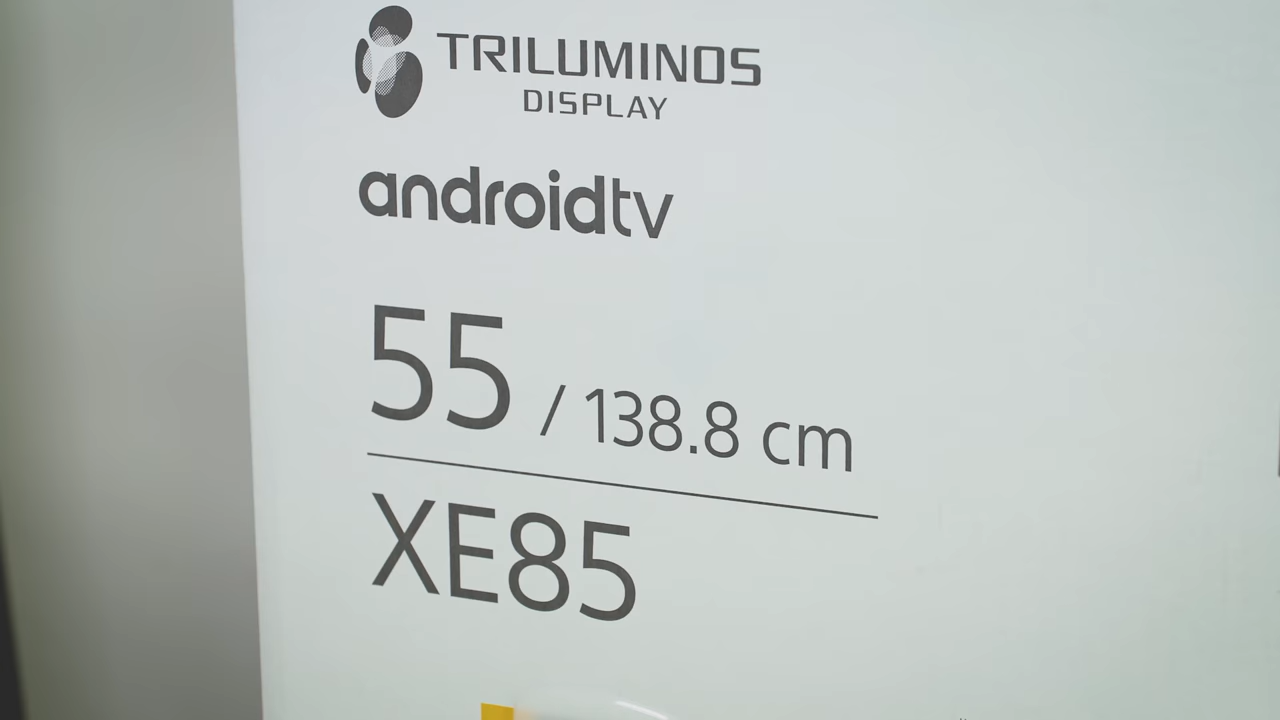 TRILUMINOS
DISPLAY
androidtv
55 / 138.8 cm
XE85